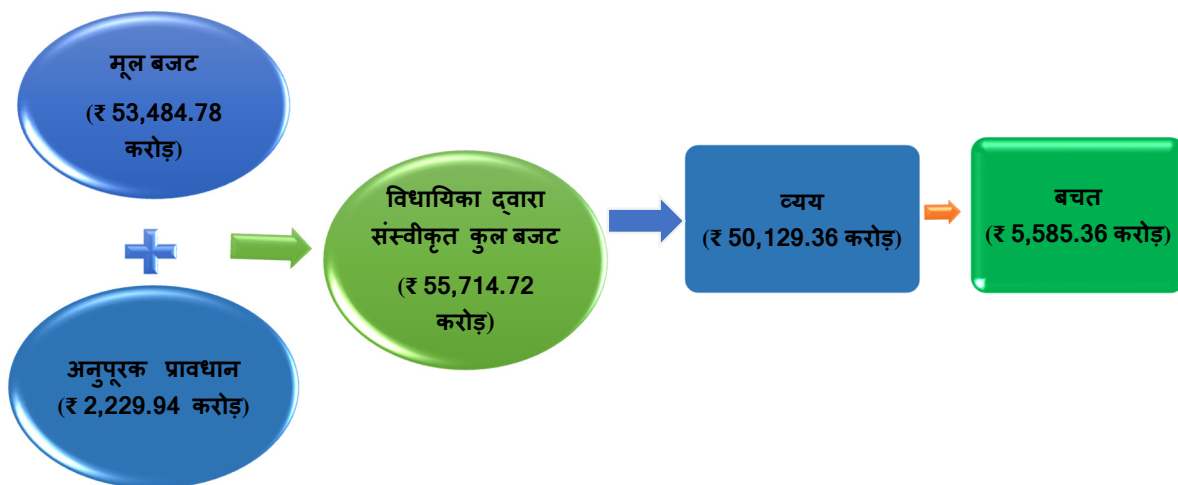 मूल बजट
(₹ 53,484.78
करोड़)
अनुपूरक प्रावधान
(₹ 2,229.94 करोड़)
विधायिका द्वारा
संस्वीकृत कुल बजट
(₹ 55,714.72
करोड़)
व्यय
(₹ 50,129.36 करोड़)
बचत
(₹ 5,585.36 करोड़)